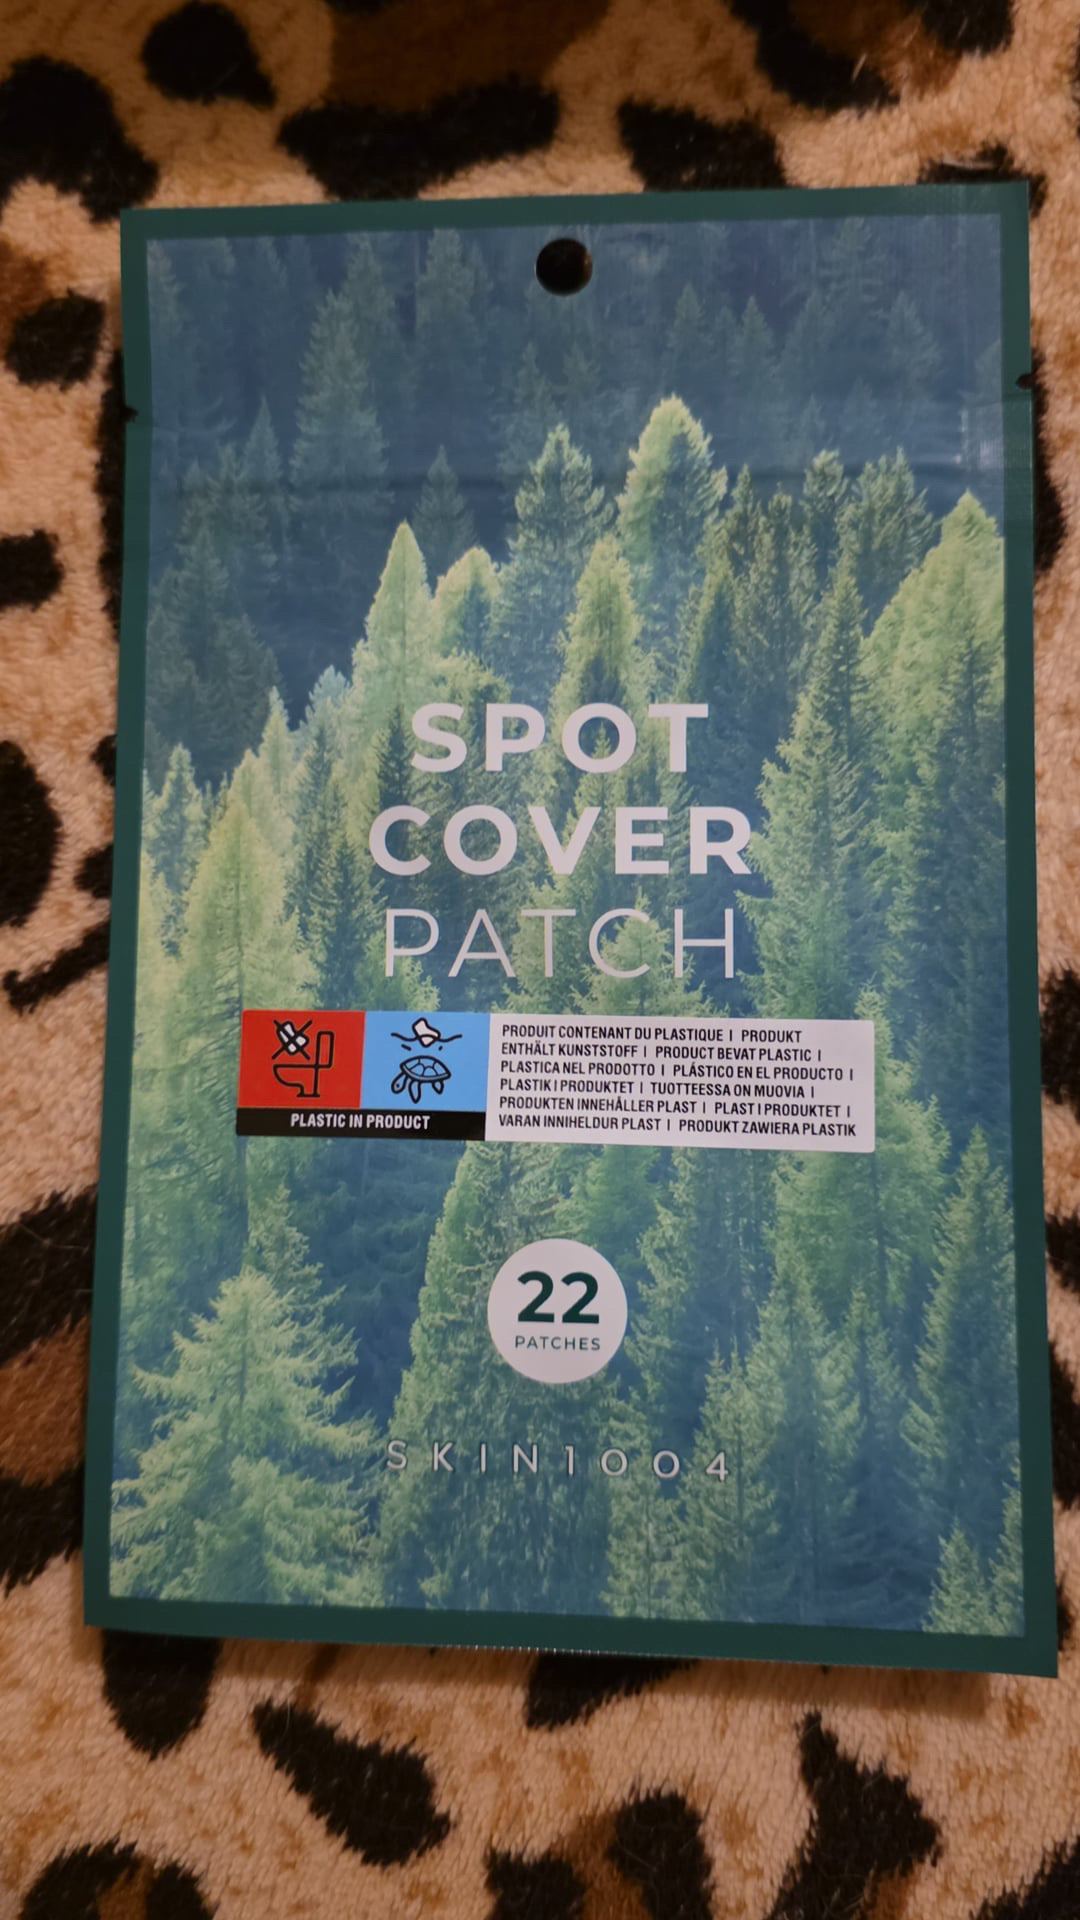 SPOT
COVER
PATCH
PLASTIC IN PRODUCT
PRODUIT CONTENANT DU PLASTIQUE | PRODUKT
ENTHÄLT KUNSTSTOFF | PRODUCT BEVAT PLASTIC |
PLASTICA NEL PRODOTTO | PLÁSTICO EN EL PRODUCTO |
PLASTIK I PRODUKTET | TUOTTEESSA ON MUOVIA |
PRODUKTEN INNEHÅLLER PLAST | PLAST I PRODUKTET |
VARAN INNIHELDUR PLAST | PRODUKT ZAWIERA PLASTIK
22
PATCHES
SKIN1004